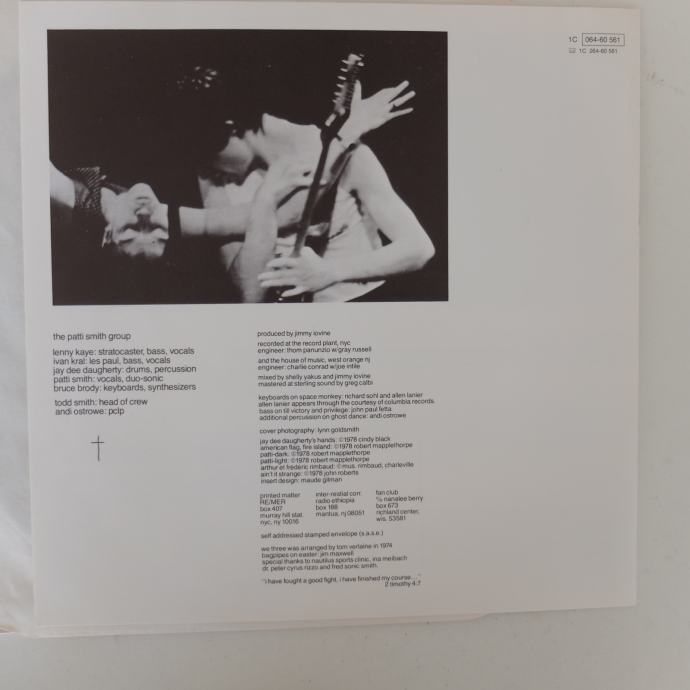 1C 064-60 561
1C 064-60 561
the patti smith group
lenny kaye: stratocaster, bass, vocals
ivan kral: les paul, bass, vocals
jay dee daugherty: drums, percussion
patti smith: vocals, duo-sonic
bruce brody: keyboards, synthesizers
todd smith: head of crew
andi ostrowe: pclp
produced by jimmy iovine
recorded at the record plant, nyc
engineer: thom panunzio w/gray russell
and the house of music, west orange nj
engineer: charlie conrad w/joe intile
mixed by shelly yakus and jimmy iovine
mastered at sterling sound by greg calbi
keyboards on space monkey: richard sohl and allen lanier
allen lanier appears through the courtesy of columbia records.
bass on till victory and privilege: john paul fetta
additional percussion on ghost dance: andi ostrowe
cover photography: lynn goldsmith
jay dee daugherty's hands: ©1978 cindy black
american flag, fire island: ©1978 robert mapplethorpe
patti-dark: ©1978 robert mapplethorpe
patti-light: ©1978 robert mapplethorpe
arthur et frédéric rimbaud: ©mus. rimbaud, charleville
ain't it strange: ©1978 john roberts
insert design: maude gilman
printed matter
RE/MER
box 407
murray hill stat.
nyc, ny 10016
inter-restial corr.
radio ethiopia
box 188
mantua, nj 08051
fan club
℅ nanalee berry
box 673
richland center,
wis. 53581
self addressed stamped envelope (s.a.s.e.)
we three was arranged by tom verlaine in 1974
bagpipes on easter: jim maxwell
special thanks to nautilus sports clinic, ina meibach
dr. peter cyrus rizzo and fred sonic smith.
"i have fought a good fight, i have finished my course..."
2 timothy 4:7